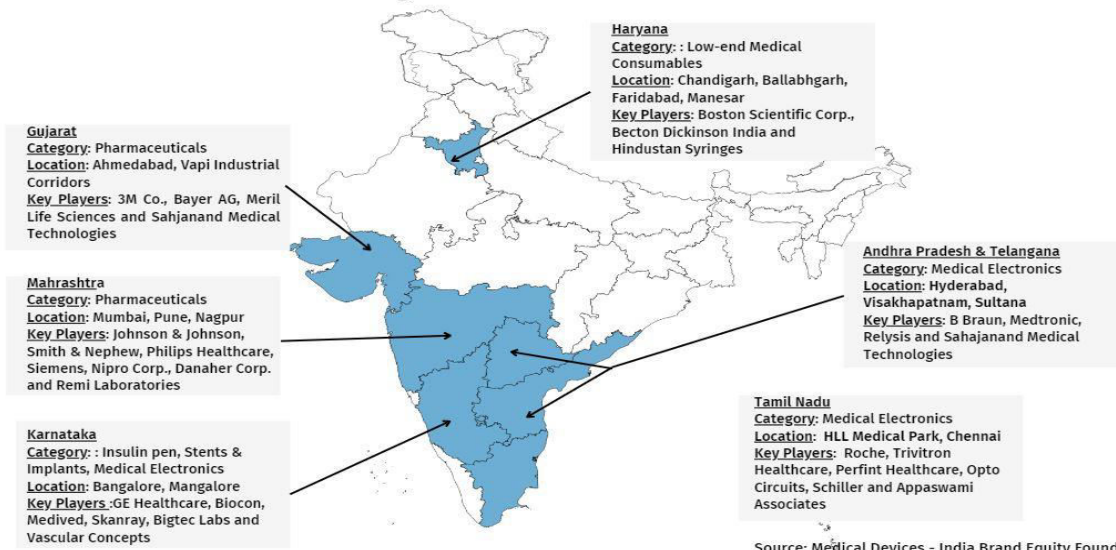 Haryana
Category: : Low-end Medical
Consumables
Location: Chandigarh, Ballabhgarh,
Faridabad, Manesar
Key Players: Boston Scientific Corp.,
Becton Dickinson India and
Hindustan Syringes
Gujarat
Category: Pharmaceuticals
Location: Ahmedabad, Vapi Industrial
Corridors
Key Players: 3M Co., Bayer AG, Meril
Life Sciences and Sahjanand Medical
Technologies
Mahrashtra
Category: Pharmaceuticals
Location: Mumbai, Pune, Nagpur
Key Players: Johnson & Johnson,
Smith & Nephew, Philips Healthcare,
Siemens, Nipro Corp., Danaher Corp.
and Remi Laboratories
Andhra Pradesh & Telangana
Category: Medical Electronics
Location: Hyderabad,
Visakhapatnam, Sultana
Key Players: B Braun, Medtronic,
Relysis and Sahajanand Medical
Technologies
Karnataka
Category: : Insulin pen, Stents &
Implants, Medical Electronics
Location: Bangalore, Mangalore
Key Players :GE Healthcare, Biocon,
Medived, Skanray, Bigtec Labs and
Vascular Concepts
Tamil Nadu
Category: Medical Electronics
Location: HLL Medical Park, Chennai
Key Players: Roche, Trivitron
Healthcare, Perfint Healthcare, Opto
Circuits, Schiller and Appaswami
Associates
Source: Medical Devices - India Brand Equity Found